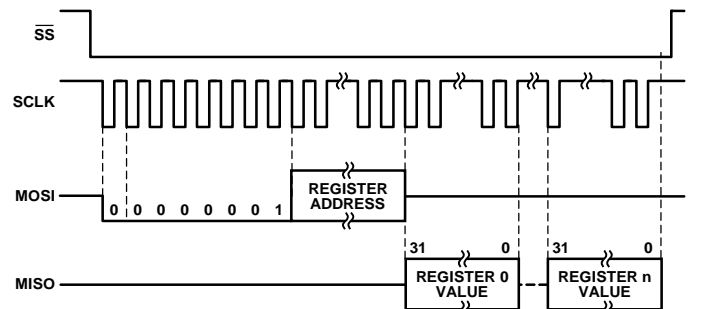 SS
SCLK
MOSI
0 0 0 0 0 0 0 1
REGISTER
ADDRESS
31 0 31 0
MISO
REGISTER 0
VALUE
REGISTER n
VALUE